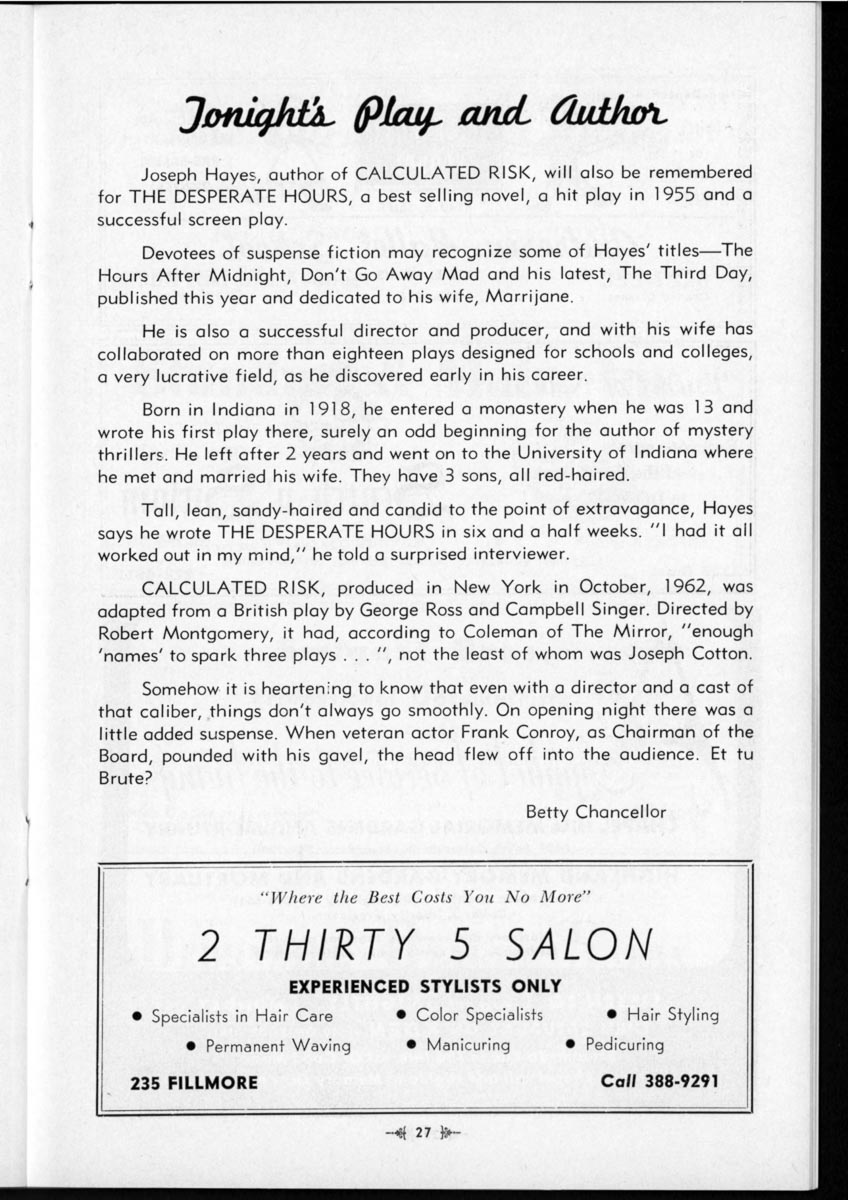 Tonight's Play and Author
Joseph Hayes, author of CALCULATED RISK, will also be remembered
for THE DESPERATE HOURS, a best selling novel, a hit play in 1955 and a
successful screen play.
Devotees of suspense fiction may recognize some of Hayes' titles—The
Hours After Midnight, Don't Go Away Mad and his latest, The Third Day,
published this year and dedicated to his wife, Marrijane.
He is also a successful director and producer, and with his wife has
collaborated on more than eighteen plays designed for schools and colleges,
a very lucrative field, as he discovered early in his career.
Born in Indiana in 1918, he entered a monastery when he was 13 and
wrote his first play there, surely an odd beginning for the author of mystery
thrillers. He left after 2 years and went on to the University of Indiana where
he met and married his wife. They have 3 sons, all red-haired.
Tall, lean, sandy-haired and candid to the point of extravagance, Hayes
says he wrote THE DESPERATE HOURS in six and a half weeks. "I had it all
worked out in my mind," he told a surprised interviewer.
CALCULATED RISK, produced in New York in October, 1962, was
adapted from a British play by George Ross and Campbell Singer. Directed by
Robert Montgomery, it had, according to Coleman of The Mirror, "enough
'names' to spark three plays . . . ", not the least of whom was Joseph Cotton.
Somehow it is heartening to know that even with a director and a cast of
that caliber, things don't always go smoothly. On opening night there was a
little added suspense. When veteran actor Frank Conroy, as Chairman of the
Board, pounded with his gavel, the head flew off into the audience. Et tu
Brute?
Betty Chancellor
"Where the Best Costs You No More"
2 THIRTY 5 SALON
EXPERIENCED STYLISTS ONLY
• Specialists in Hair Care • Color Specialists • Hair Styling
• Permanent Waving • Manicuring • Pedicuring
235 FILLMORE Call 388-9291
27